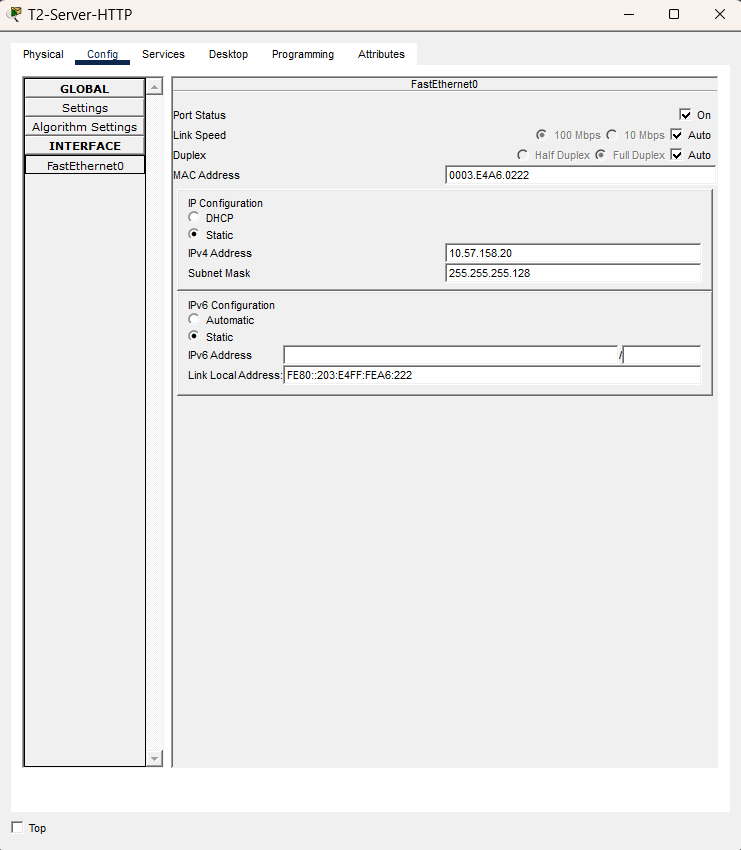 T2-Server-HTTP
Physical Config Services Desktop Programming Attributes
GLOBAL
Settings
Algorithm Settings
INTERFACE
FastEthernet0
FastEthernet0
Port Status On
Link Speed 100 Mbps 10 Mbps Auto
Duplex Half Duplex Full Duplex Auto
MAC Address 0003.E4A6.0222
IP Configuration
DHCP
Static
IPv4 Address 10.57.158.20
Subnet Mask 255.255.255.128
IPv6 Configuration
Automatic
Static
IPv6 Address /
Link Local Address: FE80::203:E4FF:FEA6:222
Top